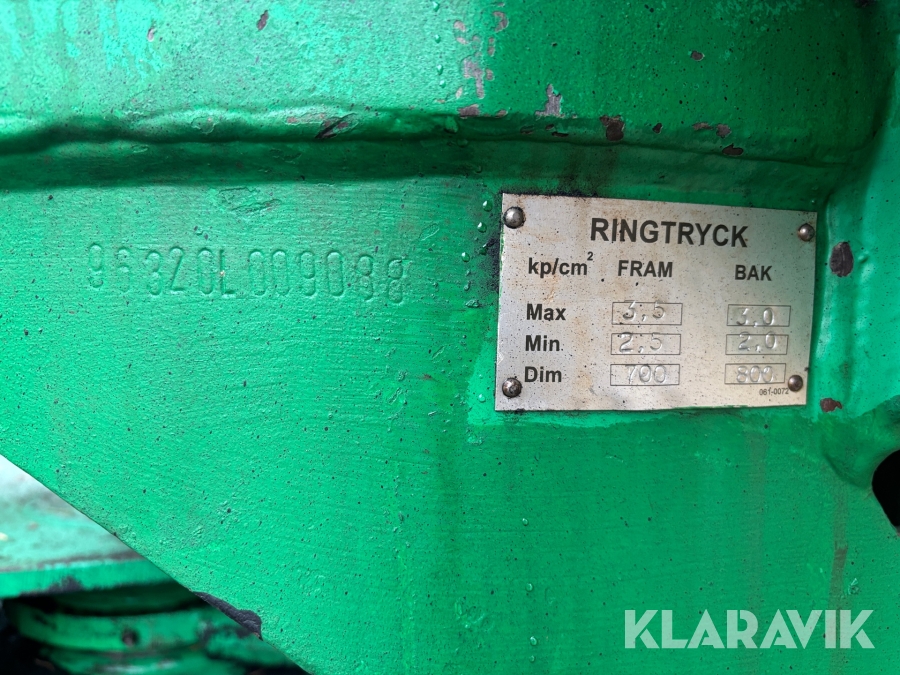 96320L009038
RINGTRYCK
kp/cm² FRAM BAK
Max 3,5 3,0
Min 2,5 2,0
Dim 700 800
061-0072
KLARAVIK